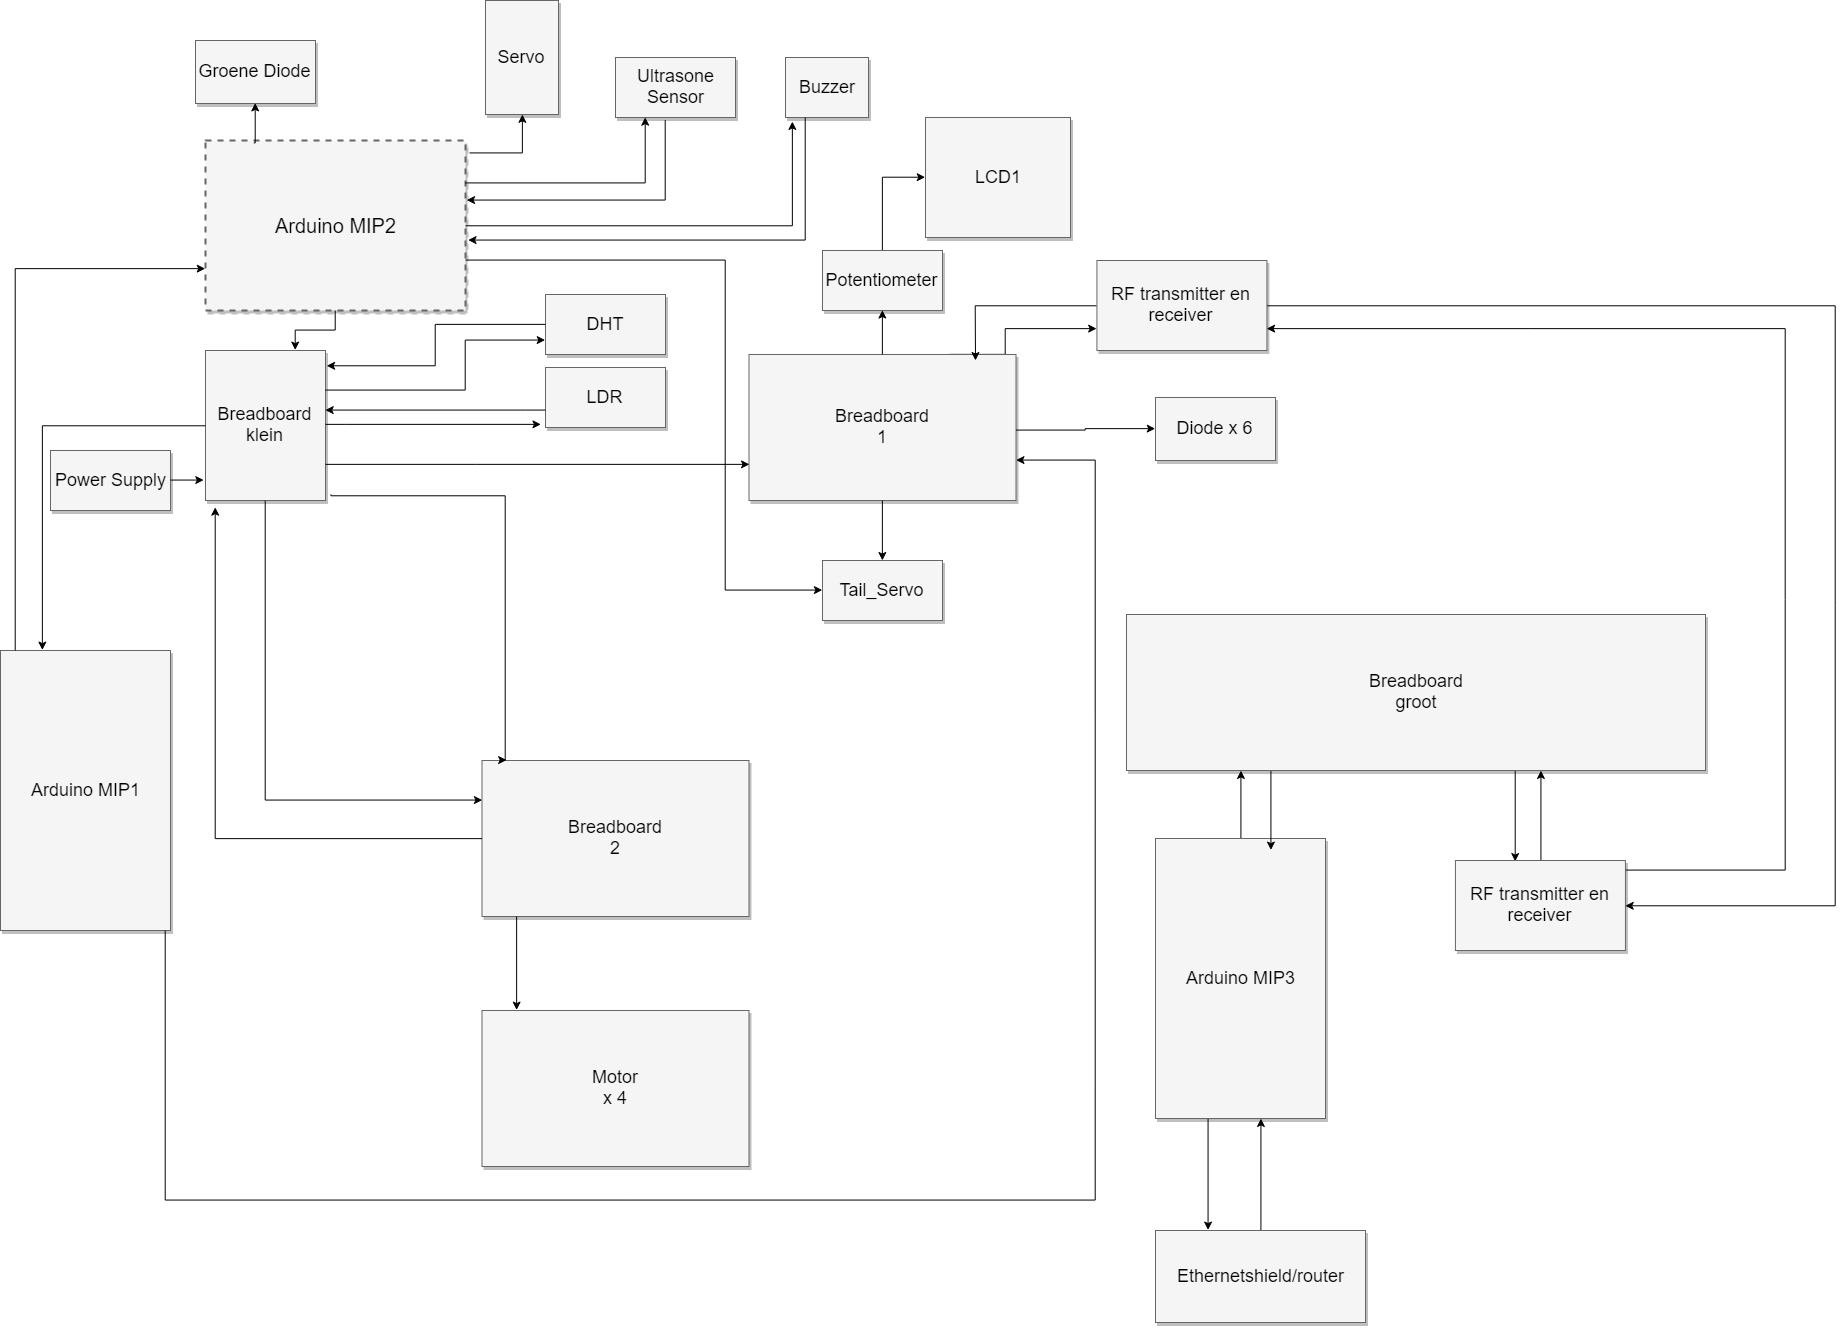 Servo
Groene Diode
Ultrasone
Sensor
Buzzer
LCD1
Arduino MIP2
Potentiometer
RF transmitter en
receiver
DHT
LDR
Breadboard
klein
Breadboard
1
Diode x 6
Power Supply
Tail_Servo
Breadboard
groot
Arduino MIP1
Breadboard
2
RF transmitter en
receiver
Arduino MIP3
Motor
x 4
Ethernetshield/router